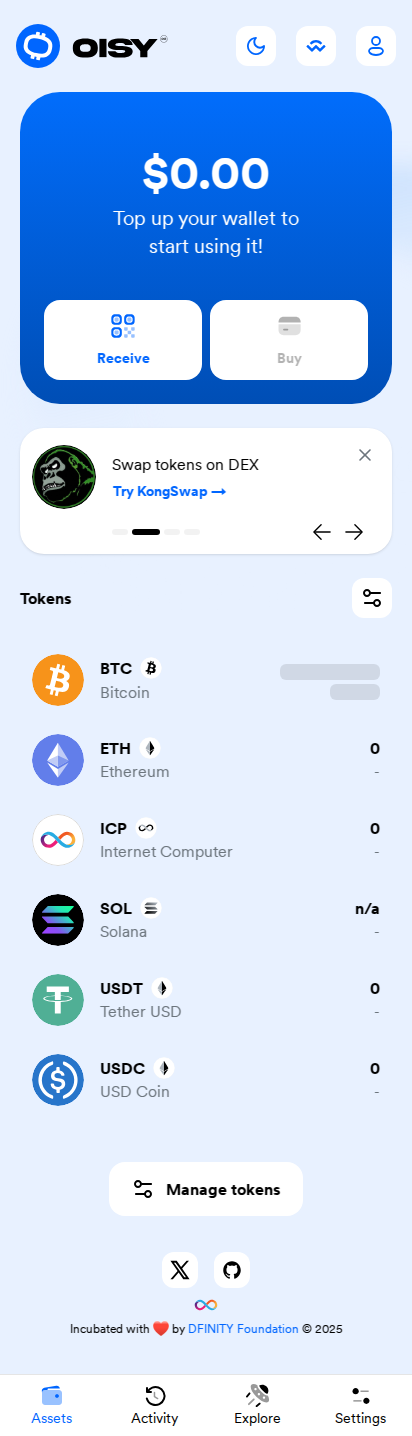 OISY
$0.00
Top up your wallet to
start using it!
Receive
Buy
Swap tokens on DEX
Try KongSwap →
Tokens
BTC
Bitcoin
ETH
0
Ethereum
-
ICP
0
Internet Computer
-
SOL
n/a
Solana
-
USDT
0
Tether USD
-
USDC
0
USD Coin
-
Manage tokens
Incubated with ❤️ by DFINITY Foundation © 2025
Assets
Activity
Explore
Settings